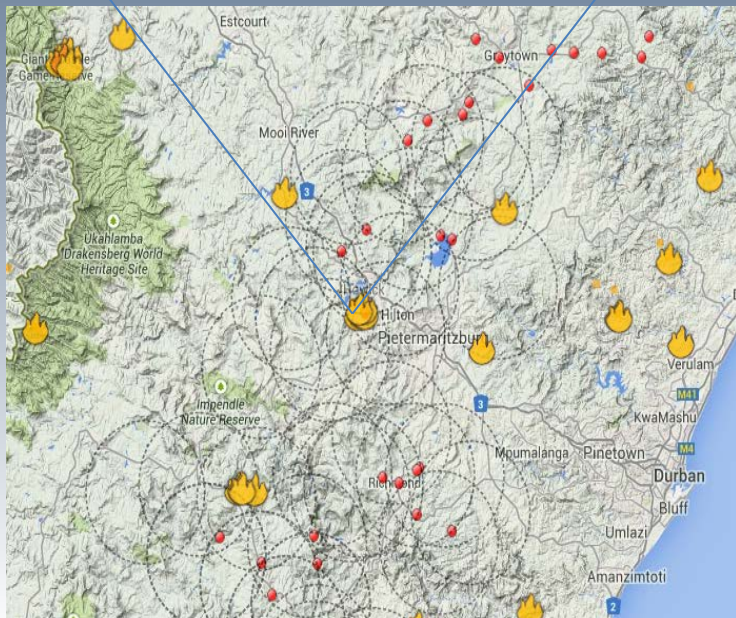 Estcourt
Greytown
Mooi River
3
Ukahlamba
Drakensberg World
Heritage Site
Hilton
Pietermaritzburg
Verulam
Impendle
Nature Reserve
3
M41
KwaMashu
Mpumalanga
Pinetown
M4
Richmond
Durban
Bluff
Umlazi
Amanzimtoti
2